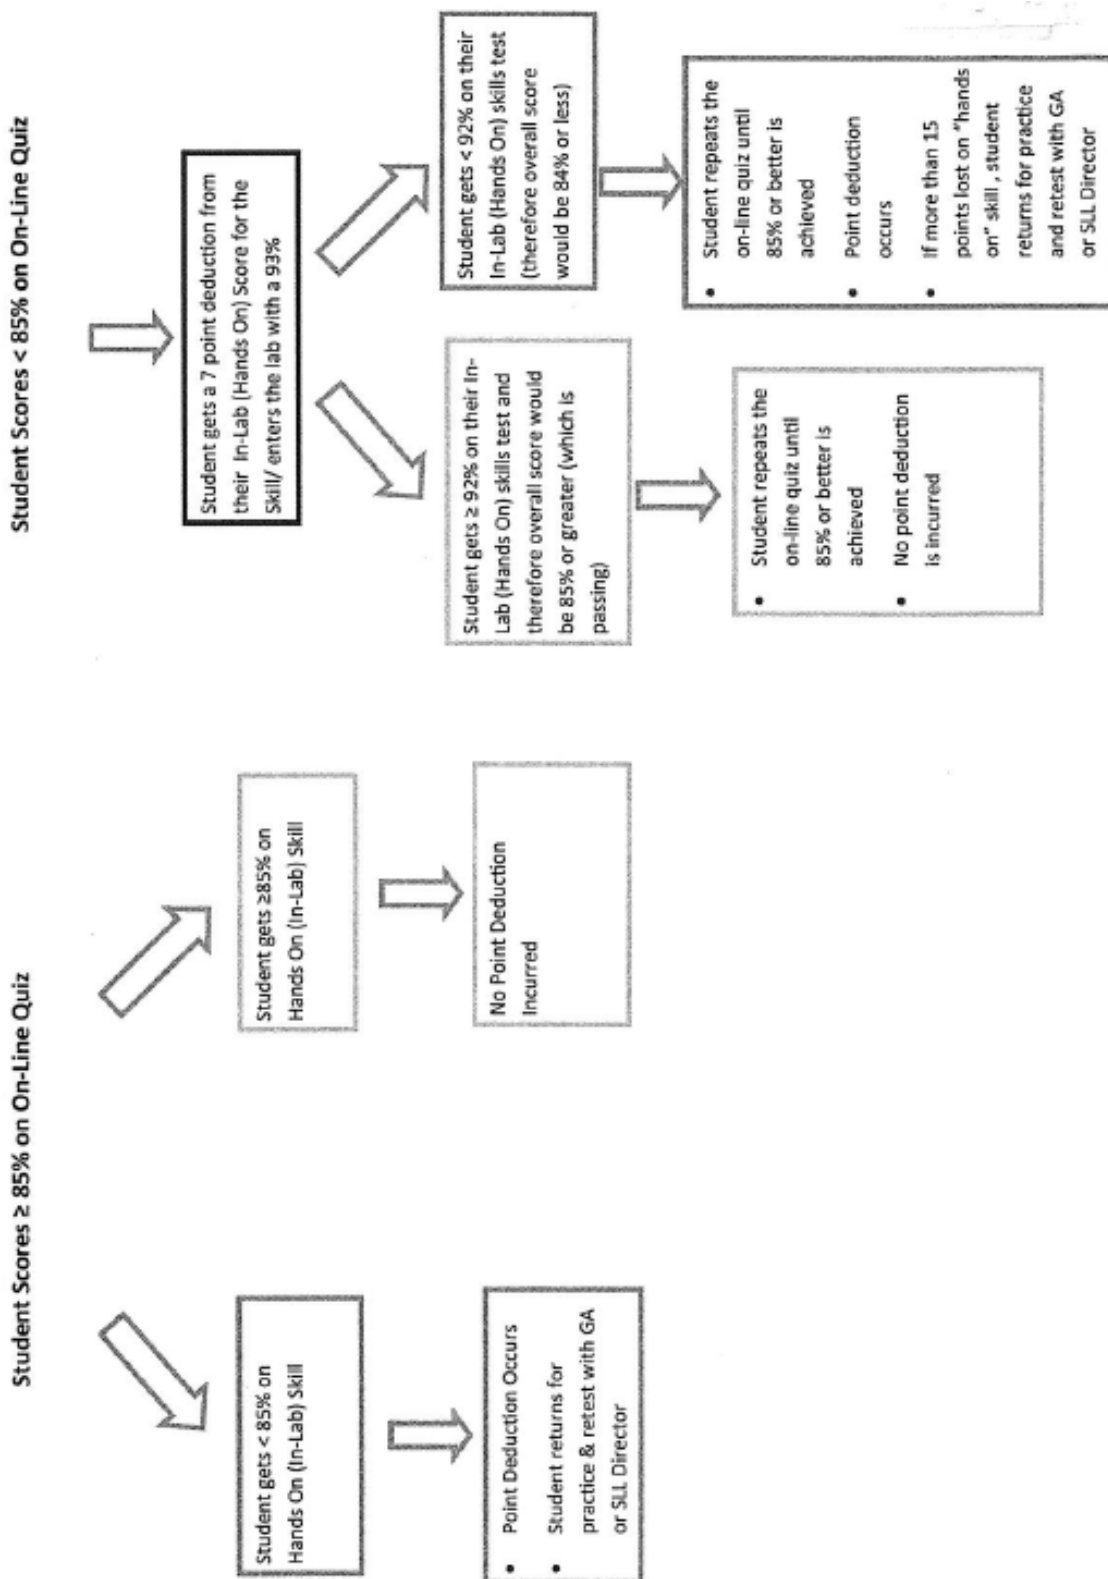 Student Scores ≥ 85% on On-Line Quiz
Student gets < 85% on
Hands On (In-Lab) Skill
• Point Deduction Occurs
• Student returns for
practice & retest with GA
or SLL Director
Student gets ≥85% on
Hands On (In-Lab) Skill
No Point Deduction
Incurred
Student Scores < 85% on On-Line Quiz
Student gets a 7 point deduction from
their In-Lab (Hands On) Score for the
Skill/ enters the lab with a 93%
Student gets ≥ 92% on their In-
Lab (Hands On) skills test and
therefore overall score would
be 85% or greater (which is
passing)
• Student repeats the
on-line quiz until
85% or better is
achieved
• No point deduction
is incurred
Student gets < 92% on their
In-Lab (Hands On) skills test
(therefore overall score
would be 84% or less)
• Student repeats the
on-line quiz until
85% or better is
achieved
• Point deduction
occurs
• If more than 15
points lost on "hands
on" skill , student
returns for practice
and retest with GA
or SLL Director